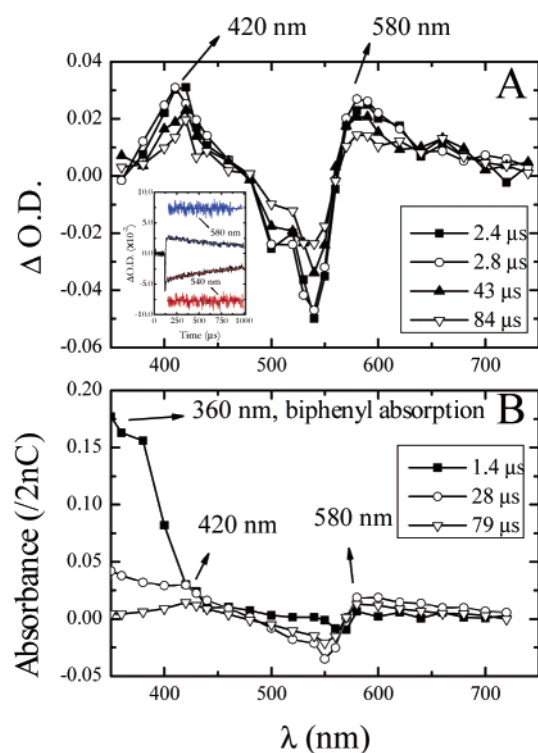 420 nm
580 nm
A
0.04
0.02
0.00
-0.02
-0.04
-0.06
Δ O.D.
10.0
5.0
0.0
-5.0
-10.0
ΔO.D. (X10⁻²)
580 nm
540 nm
0
250
500
750
1000
Time (μs)
2.4 μs
2.8 μs
43 μs
84 μs
400
500
600
700
B
360 nm, biphenyl absorption
420 nm
580 nm
1.4 μs
28 μs
79 μs
0.20
0.15
0.10
0.05
0.00
-0.05
Absorbance (/2nC)
400
500
600
700
λ (nm)